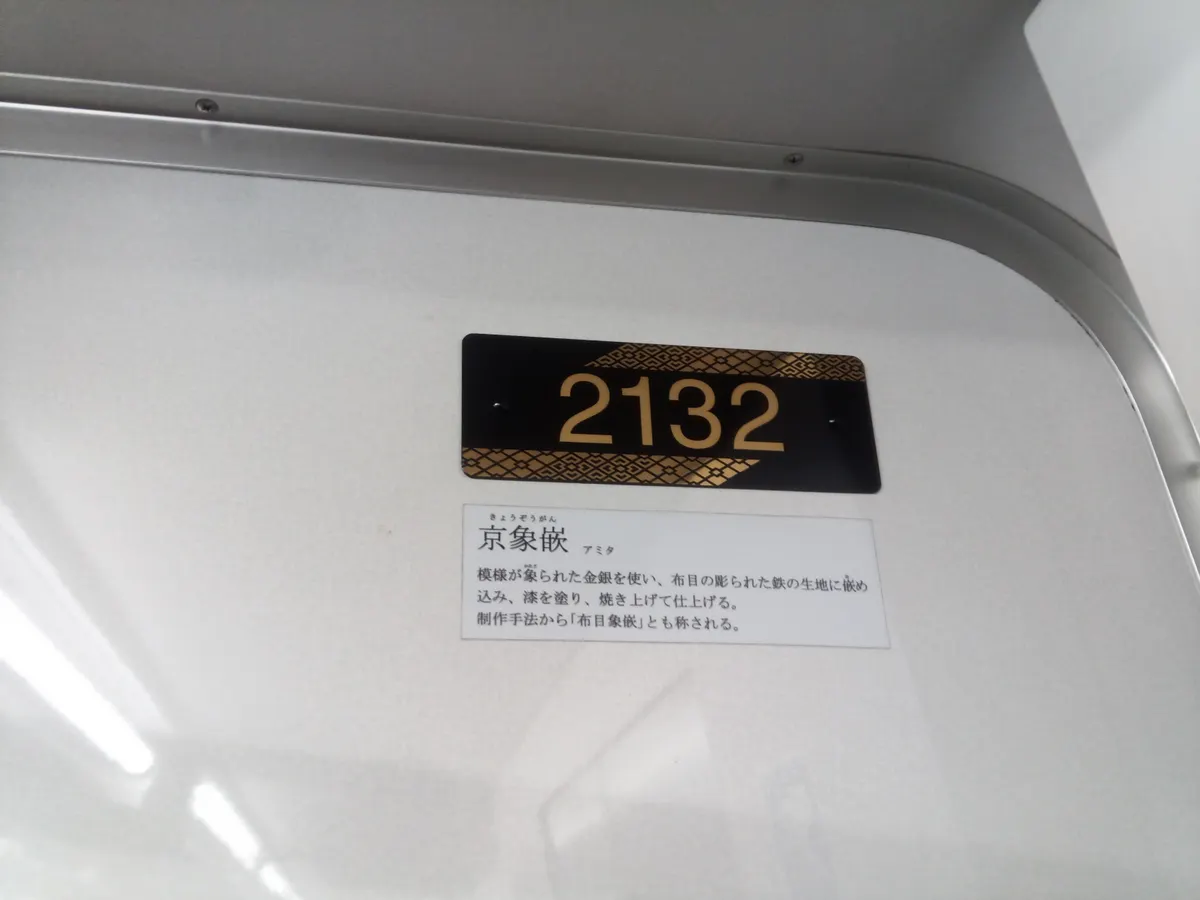 2132
きょうぞうがん
京象嵌 アミタ
模様が象られた金銀を使い、布目の彫られた鉄の生地に嵌め
込み、漆を塗り、焼き上げて仕上げる。
制作手法から「布目象嵌」とも称される。